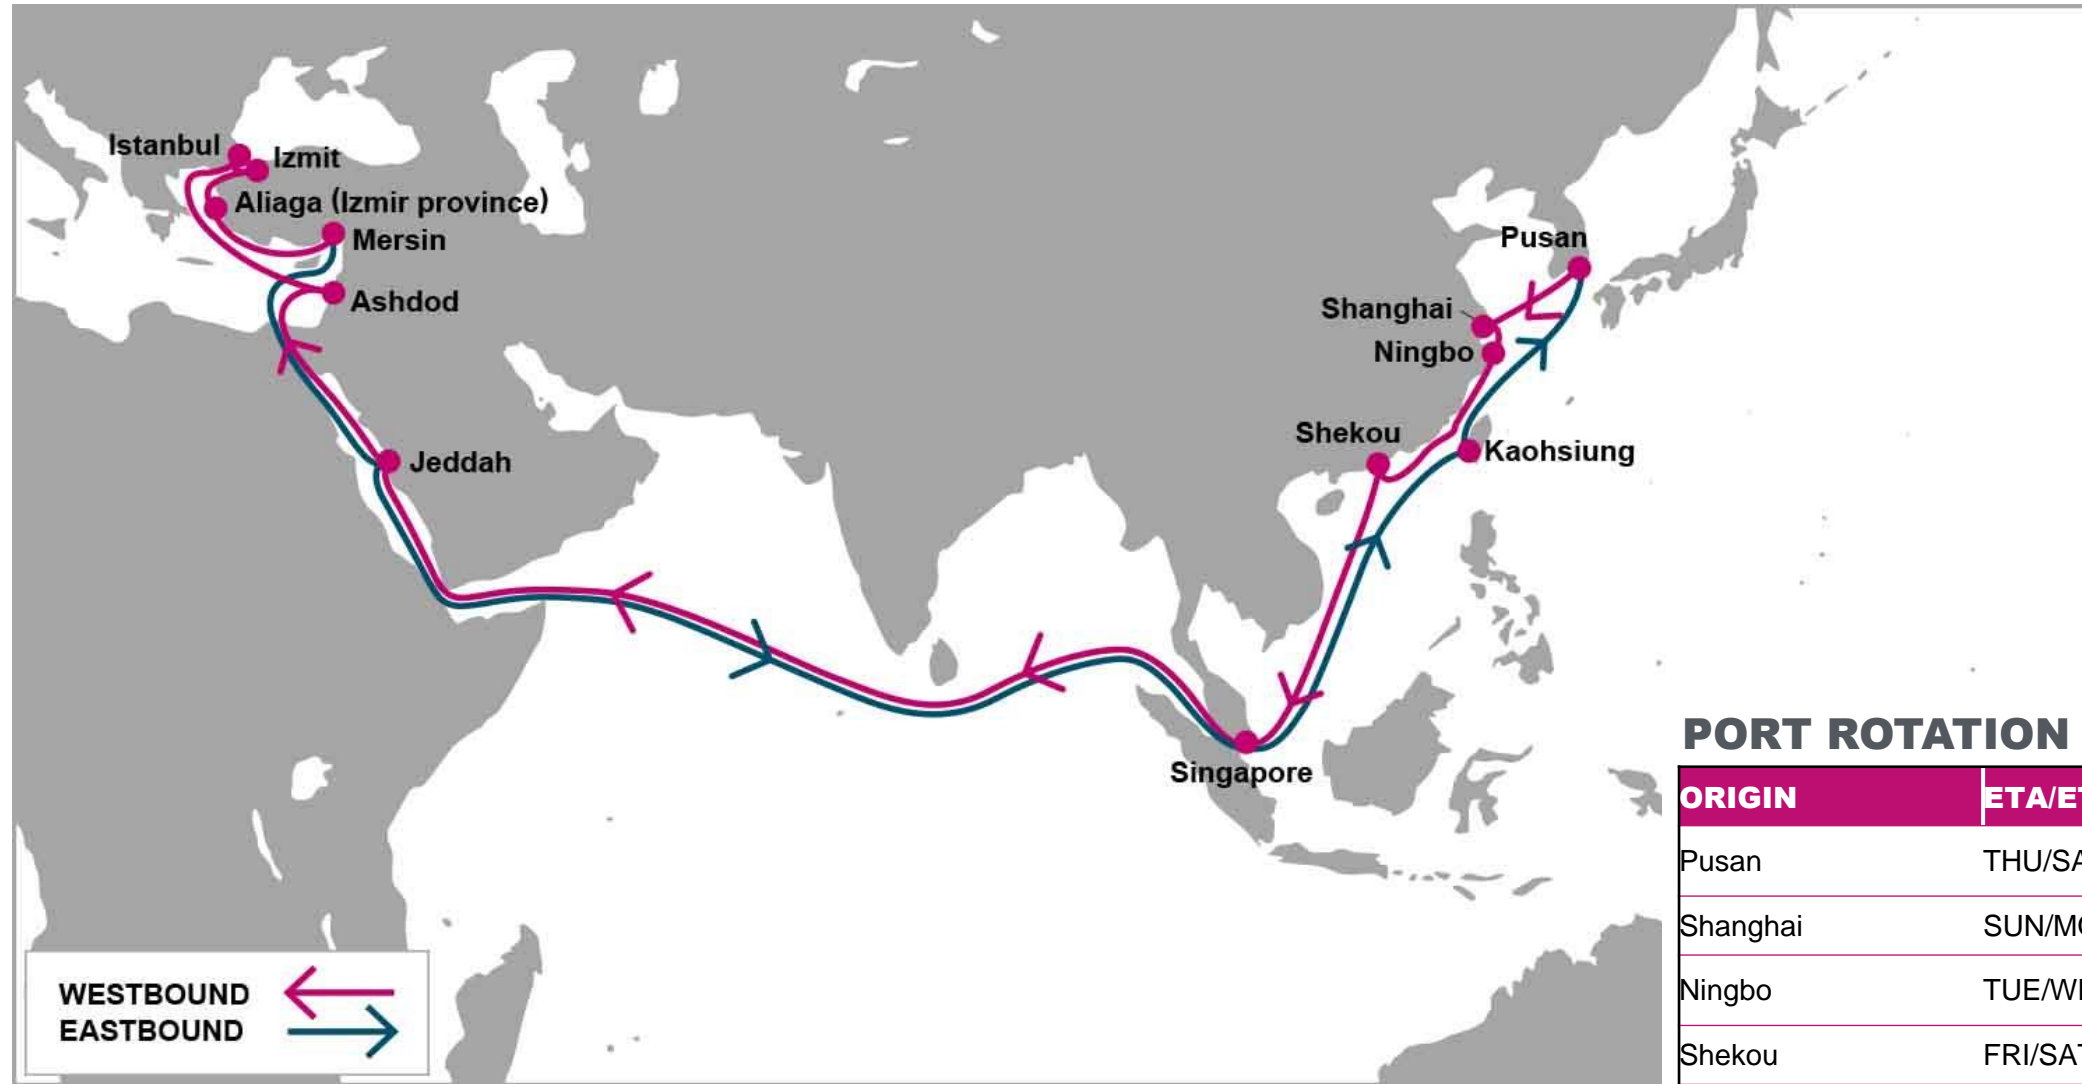 Istanbul
Izmit
Aliaga (Izmir province)
Mersin
Ashdod
Jeddah
Pusan
Shanghai
Ningbo
Shekou
Kaohsiung
Singapore
WESTBOUND
EASTBOUND
PORT ROTATION
ORIGIN
Pusan
Shanghai
Ningbo
Shekou